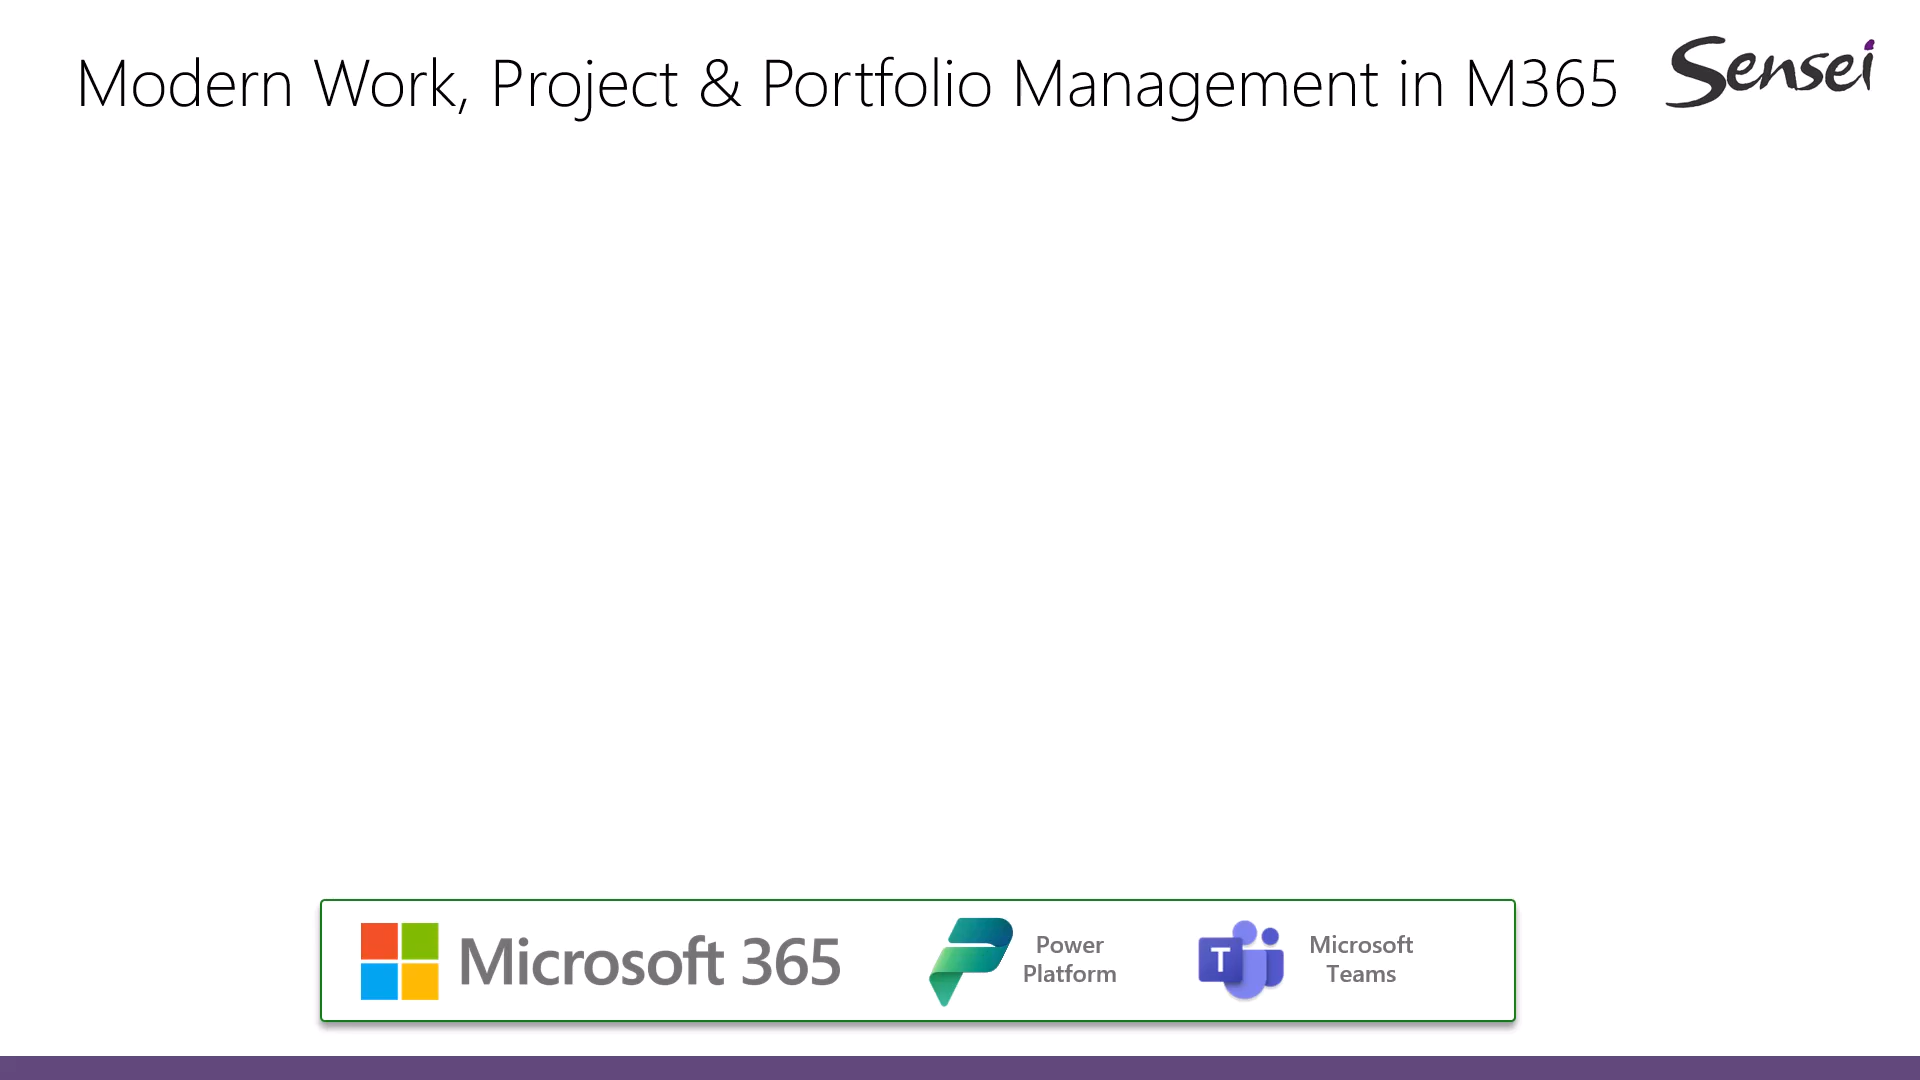 Modern Work, Project & Portfolio Management in M365
Sensei
Microsoft 365
Power
Platform
T
Microsoft
Teams